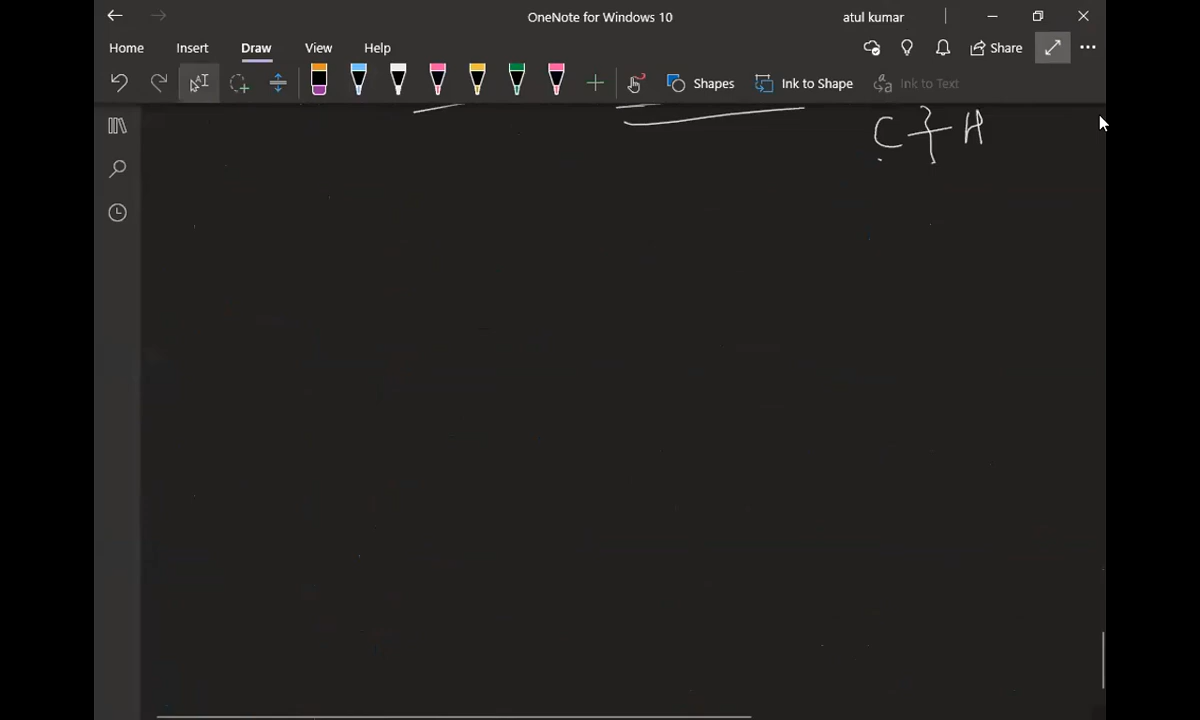 OneNote for Windows 10
atul kumar
Home Insert Draw View Help
Share
Shapes Ink to Shape Ink to Text
C H